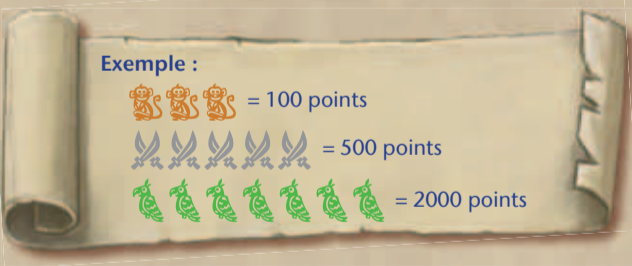 Exemple :
= 100 points
= 500 points
= 2000 points